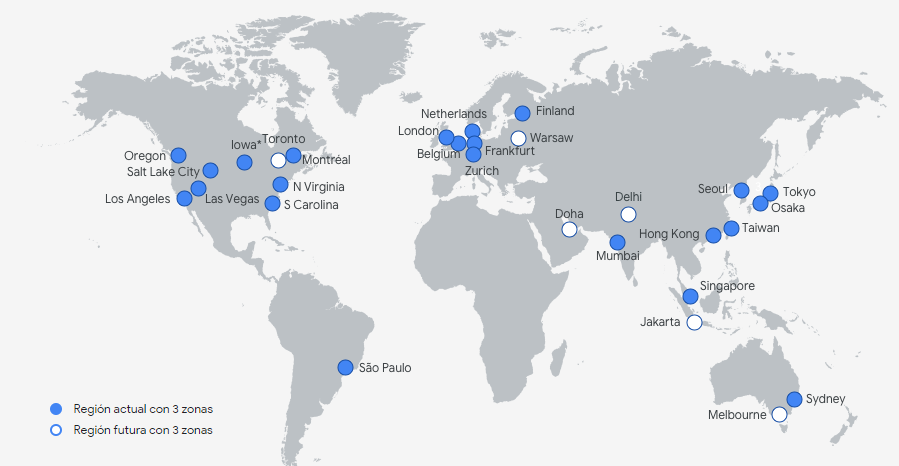 Netherlands
Finland
London
Warsaw
Belgium
Frankfurt
Zurich
Iowa*
Toronto
Oregon
Montréal
Salt Lake City
N Virginia
Los Angeles
Las Vegas
S Carolina
Seoul
Tokyo
Osaka
Delhi
Doha
Taiwan
Hong Kong
Mumbai
Singapore
Jakarta
São Paulo
Sydney
Melbourne
Región actual con 3 zonas
Región futura con 3 zonas